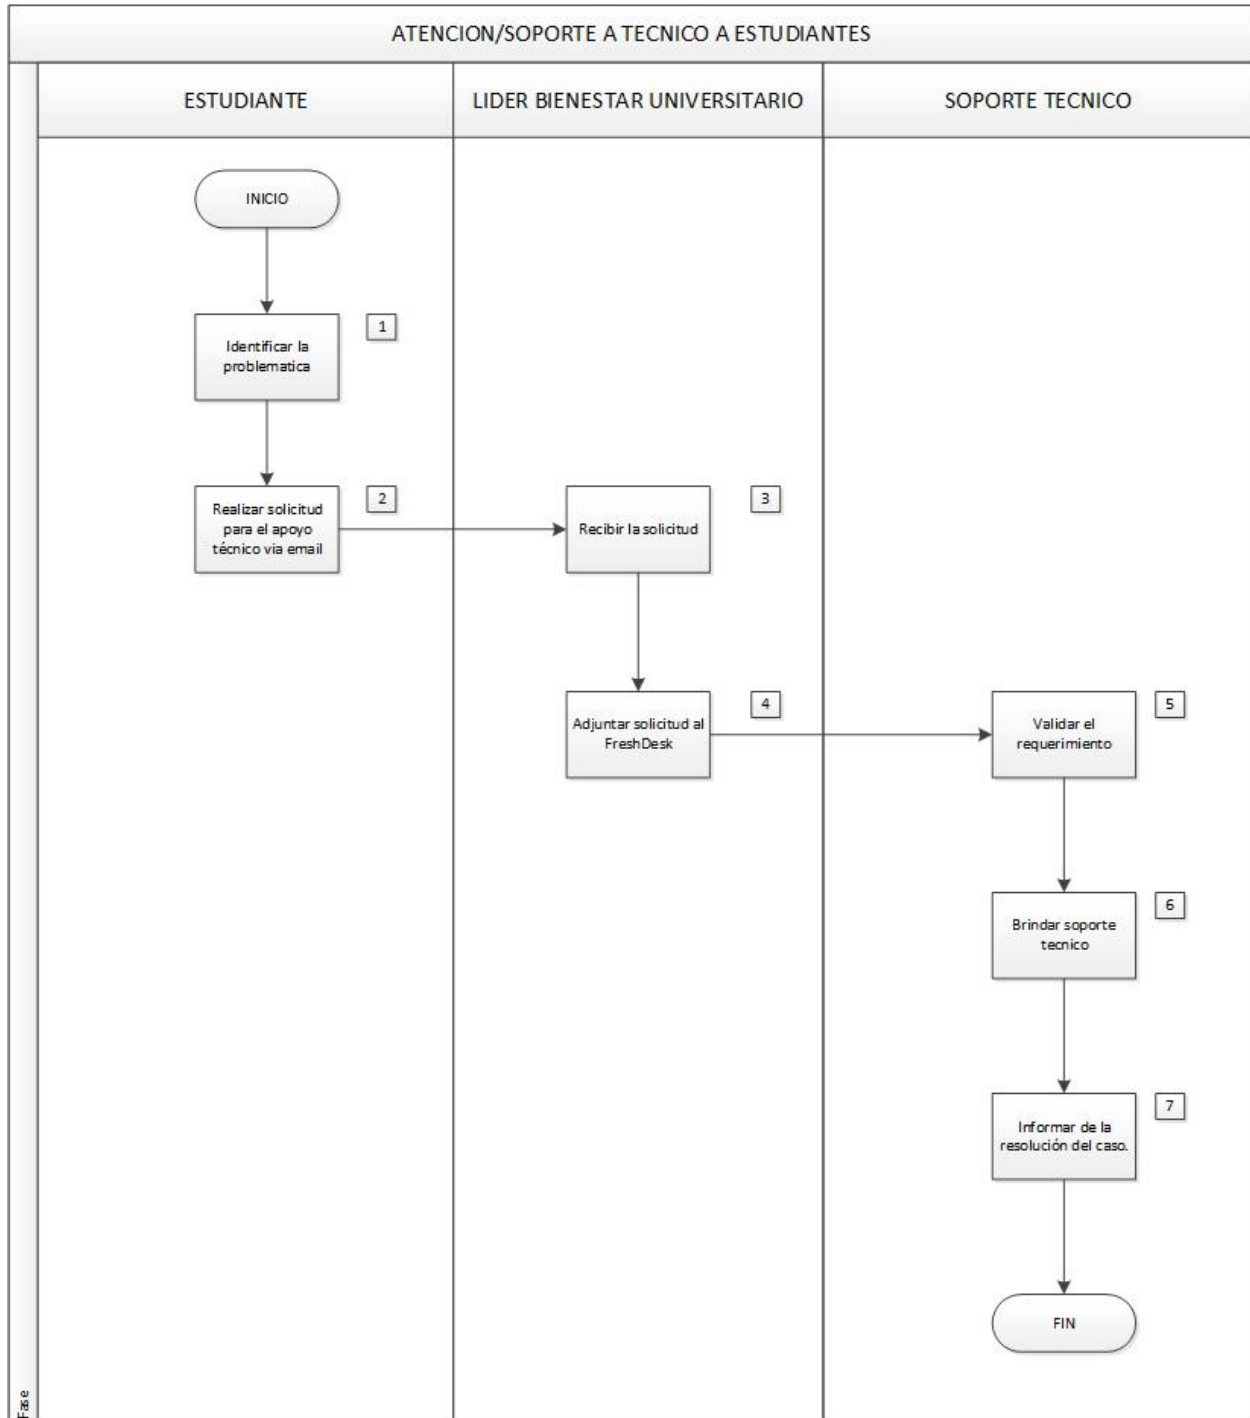 ATENCION/SOPORTE A TECNICO A ESTUDIANTES
ESTUDIANTE
LIDER BIENESTAR UNIVERSITARIO
SOPORTE TECNICO
INICIO
1
Identificar la
problematica
2
Realizar solicitud
para el apoyo
técnico via email
3
Recibir la solicitud
4
Adjuntar solicitud al
FreshDesk
5
Validar el
requerimiento
6
Brindar soporte
tecnico
7
Informar de la
resolución del caso.
FIN
Fase